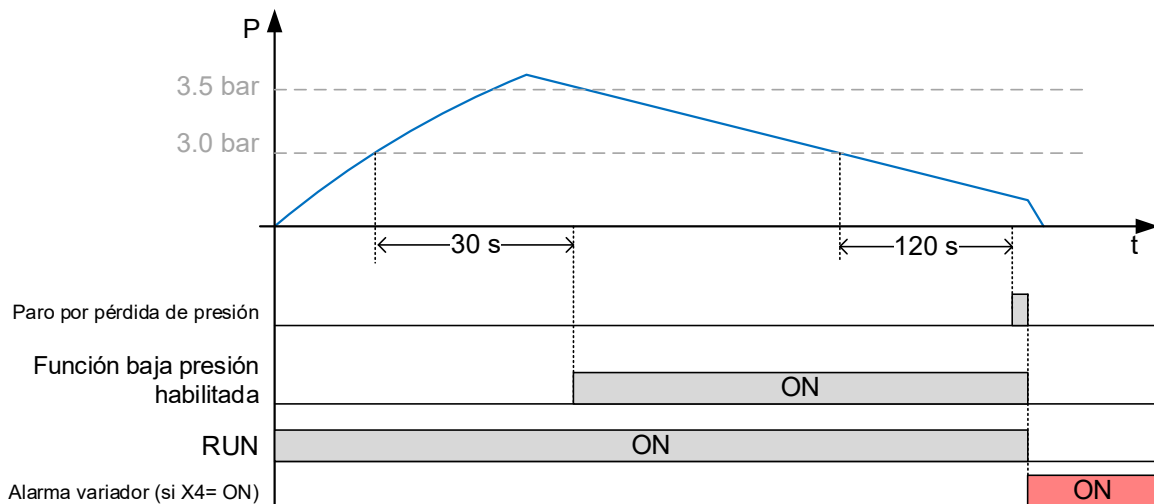 P
3.5 bar
3.0 bar
30 s
120 s
t
Paro por pérdida de presión
Función baja presión
habilitada
ON
RUN
ON
Alarma variador (si X4= ON)
ON